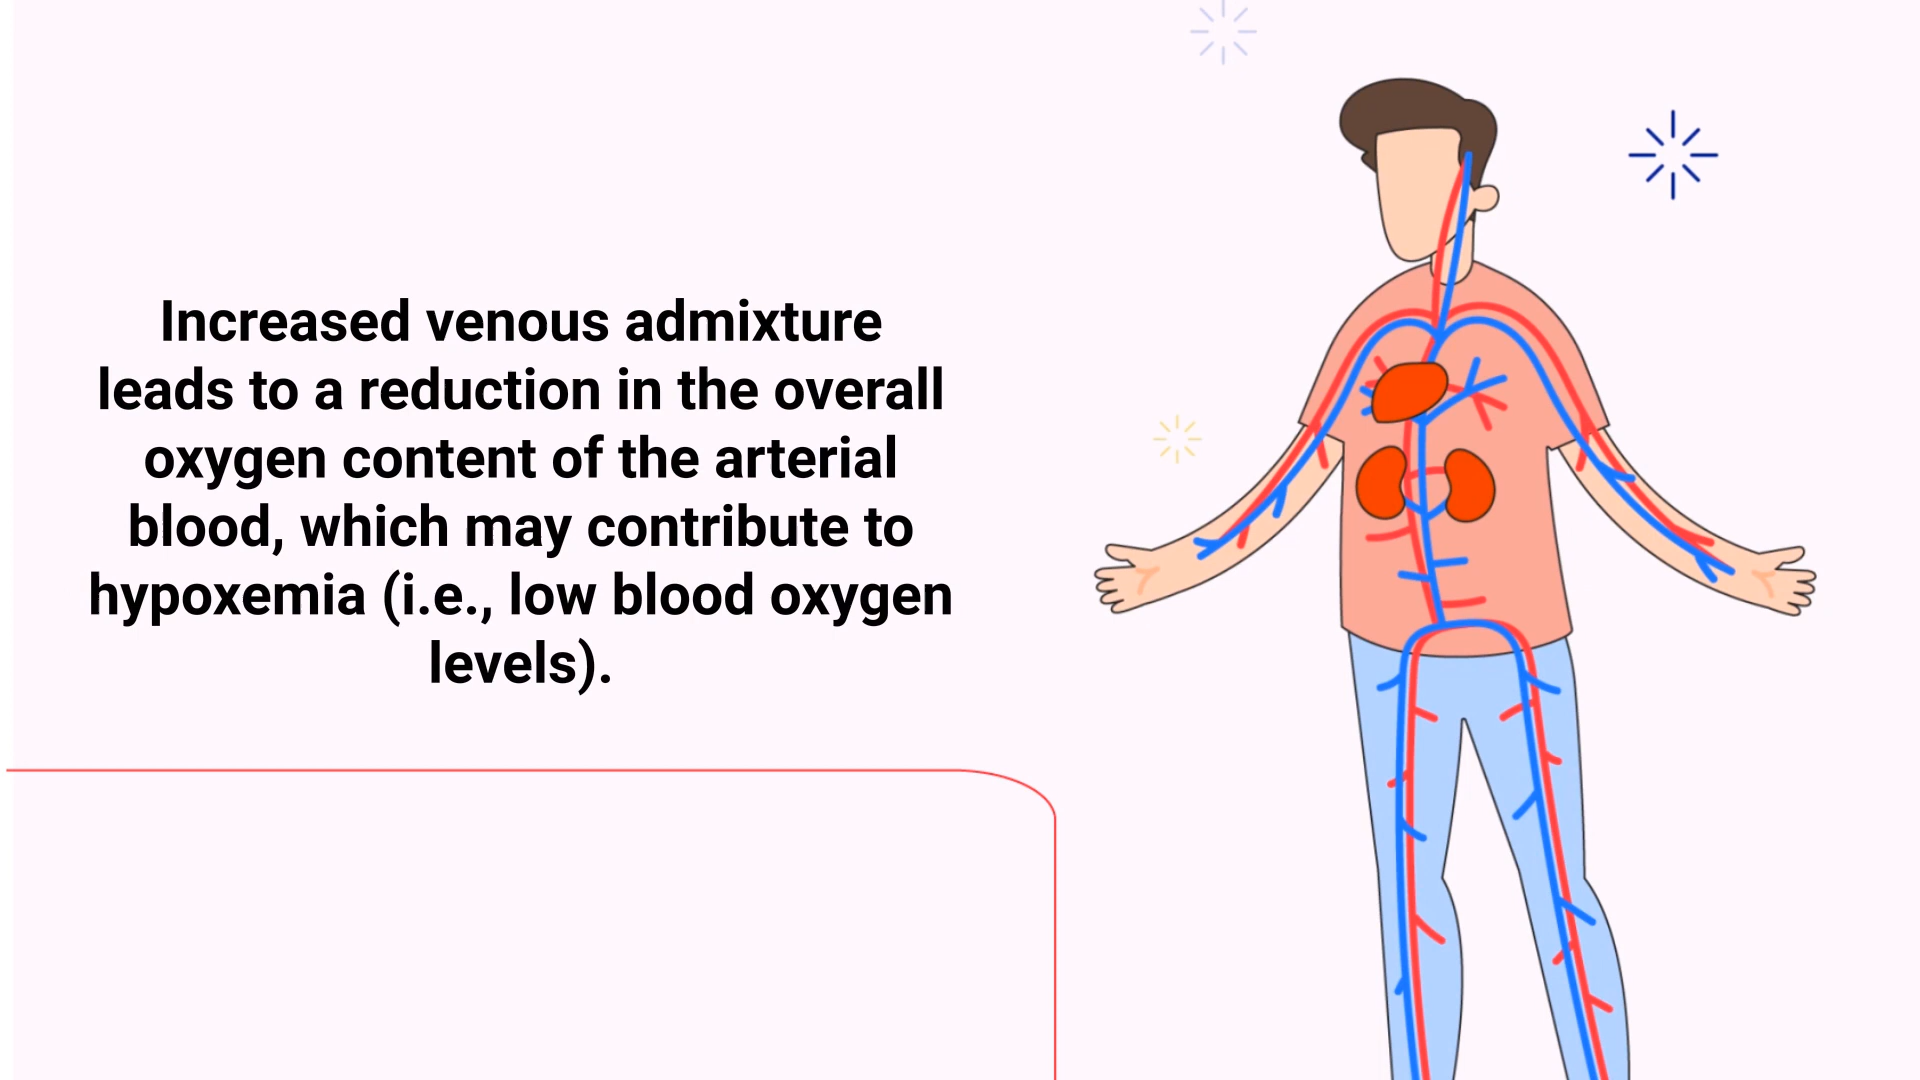 Increased venous admixture
leads to a reduction in the overall
oxygen content of the arterial
blood, which may contribute to
hypoxemia (i.e., low blood oxygen
levels).